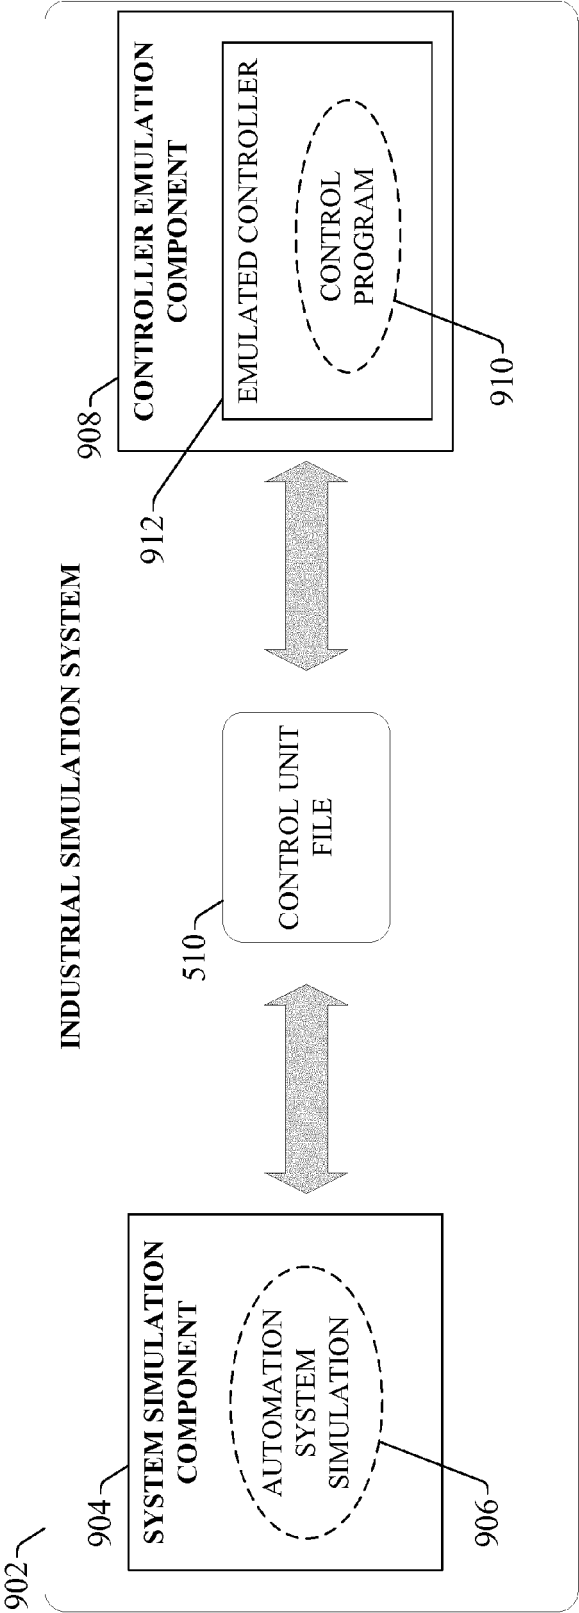 902
INDUSTRIAL SIMULATION SYSTEM
904
SYSTEM SIMULATION
COMPONENT
AUTOMATION
SYSTEM
SIMULATION
906
510
CONTROL UNIT
FILE
908
CONTROLLER EMULATION
COMPONENT
912
EMULATED CONTROLLER
CONTROL
PROGRAM
910